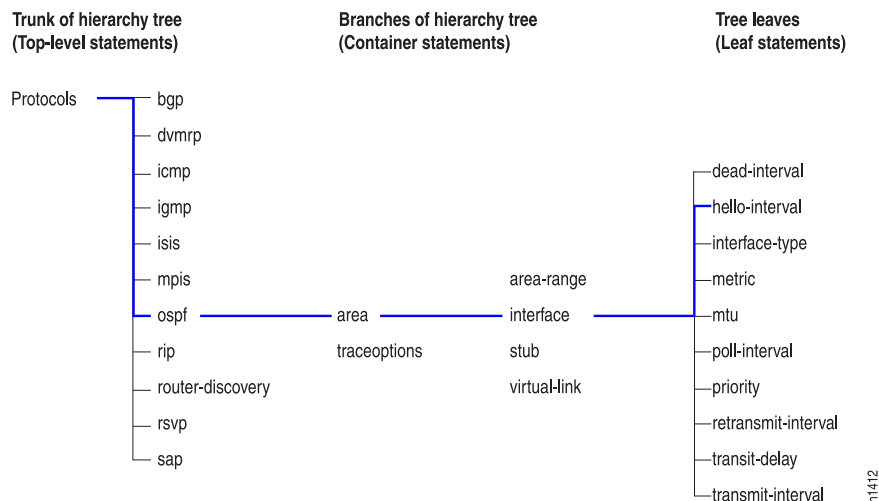 Trunk of hierarchy tree
(Top-level statements)
Branches of hierarchy tree
(Container statements)
Tree leaves
(Leaf statements)
Protocols
bgp
dvmrp
icmp
igmp
isis
mpis
ospf
rip
router-discovery
rsvp
sap
area
traceoptions
area-range
interface
stub
virtual-link
dead-interval
hello-interval
interface-type
metric
mtu
poll-interval
priority
retransmit-interval
transit-delay
transmit-interval